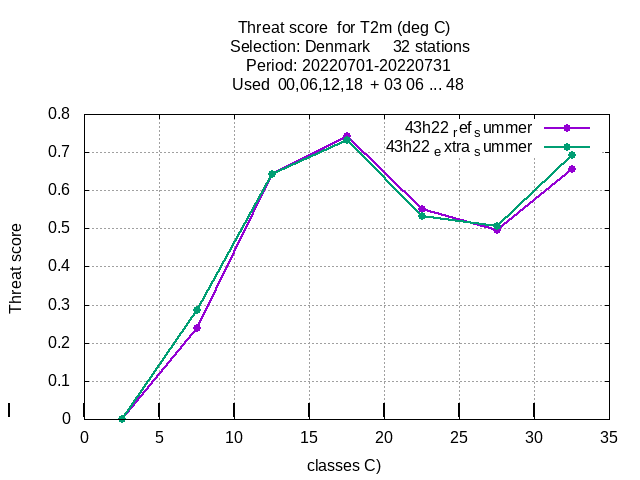 Threat score  for T2m (deg C)
Selection: Denmark     32 stations
Period: 20220701-20220731
Used  00,06,12,18  + 03 06 ... 48
43h22 ref summer
43h22 extra summer
0.8
0.7
0.6
0.5
0.4
0.3
0.2
0.1
0
Threat score
0 5 10 15 20 25 30 35
classes C)